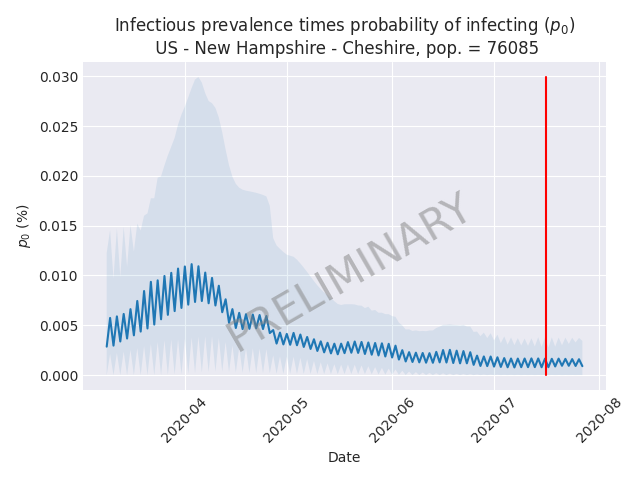 Infectious prevalence times probability of infecting (p₀)
US - New Hampshire - Cheshire, pop. = 76085
0.030
0.025
0.020
0.015
0.010
0.005
0.000
p₀ (%)
PRELIMINARY
2020-04
2020-05
2020-06
2020-07
2020-08
Date